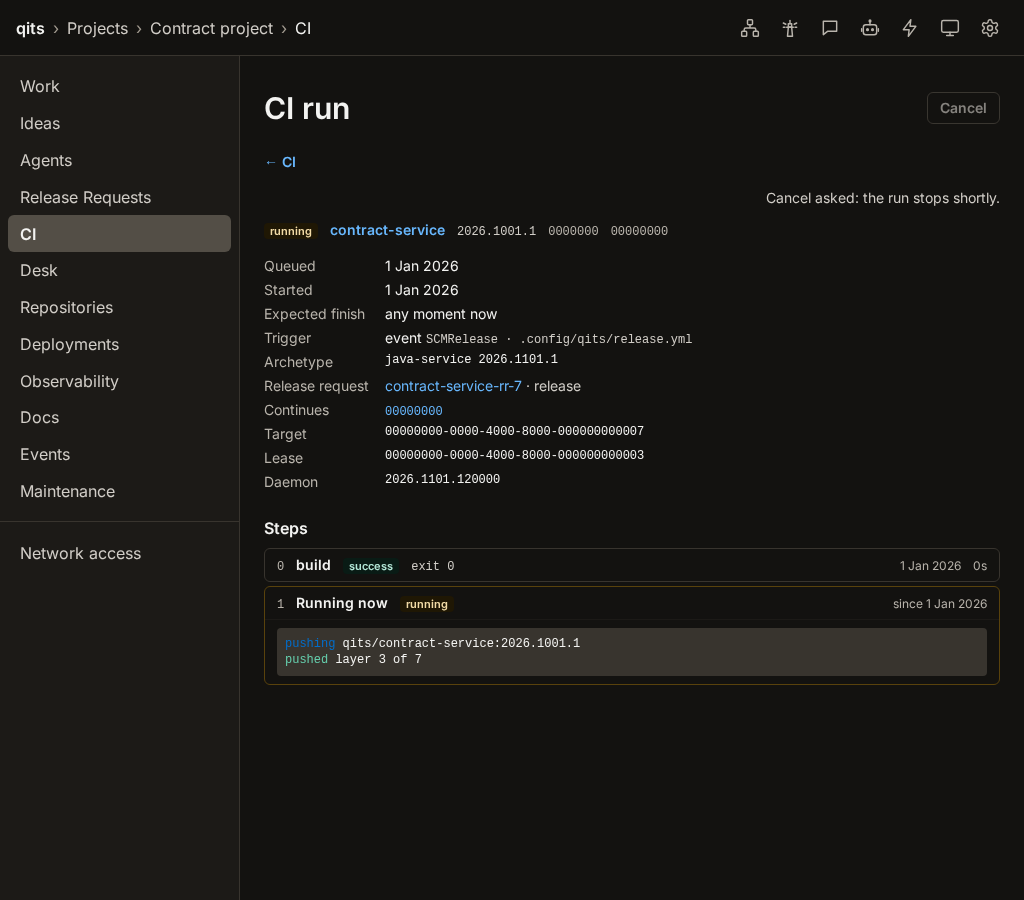 qits › Projects › Contract project › CI
Work
Ideas
Agents
Release Requests
CI
Desk
Repositories
Deployments
Observability
Docs
Events
Maintenance
Network access
CI run
Cancel
← CI
Cancel asked: the run stops shortly.
running contract-service 2026.1001.1 0000000 00000000
Queued 1 Jan 2026
Started 1 Jan 2026
Expected finish any moment now
Trigger event SCMRelease · .config/qits/release.yml
Archetype java-service 2026.1101.1
Release request contract-service-rr-7 · release
Continues 00000000
Target 00000000-0000-4000-8000-000000000007
Lease 00000000-0000-4000-8000-000000000003
Daemon 2026.1101.120000
Steps
0 build success exit 0 1 Jan 2026 0s
1 Running now running since 1 Jan 2026
pushing qits/contract-service:2026.1001.1
pushed layer 3 of 7